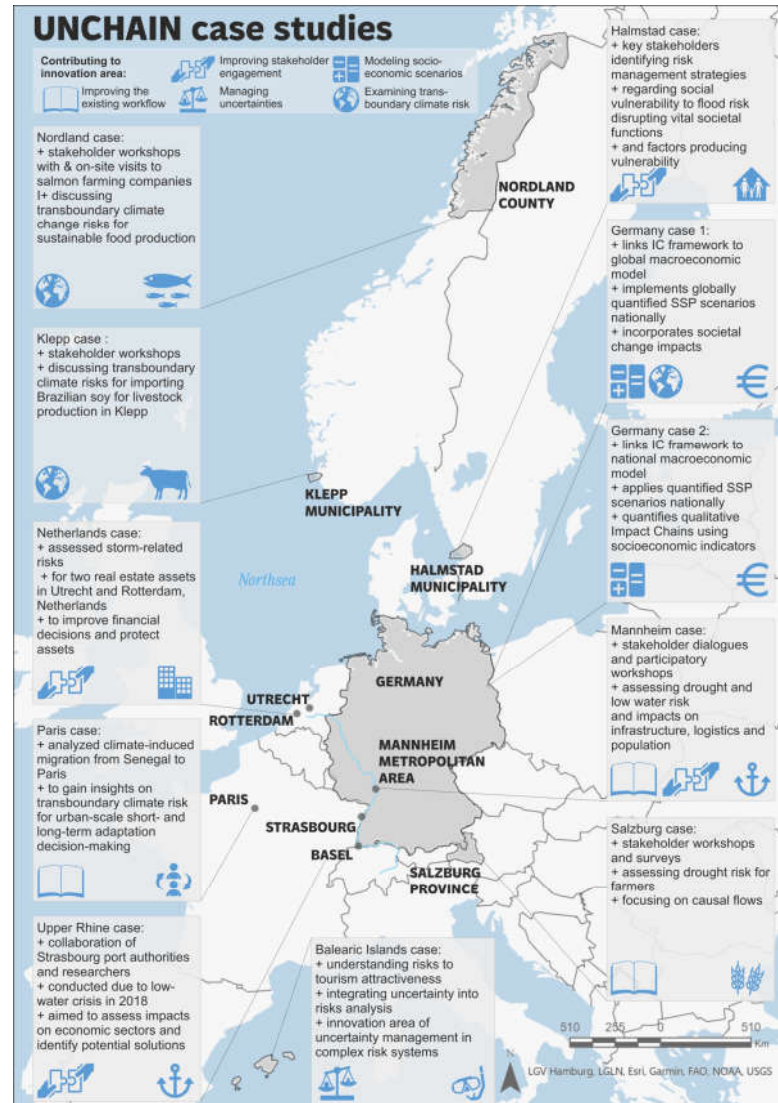 UNCHAIN case studies
Contributing to
innovation area:
Improving stakeholder
engagement
Modeling socio-
economic scenarios
Improving the
existing workflow
Managing
uncertainties
Examining trans-
boundary climate risk
Nordland case:
+ stakeholder workshops
with & on-site visits to
salmon farming companies
I+ discussing
transboundary climate
change risks for
sustainable food production
Klepp case :
+ stakeholder workshops
+ discussing transboundary
climate risks for importing
Brazilian soy for livestock
production in Klepp
Netherlands case:
+ assessed storm-related
risks
+ for two real estate assets
in Utrecht and Rotterdam,
Netherlands
+ to improve financial
decisions and protect
assets
Paris case:
+ analyzed climate-induced
migration from Senegal to
Paris
+ to gain insights on
transboundary climate risk
for urban-scale short- and
long-term adaptation
decision-making
Upper Rhine case:
+ collaboration of
Strasbourg port authorities
and researchers
+ conducted due to low-
water crisis in 2018
+ aimed to assess impacts
on economic sectors and
identify potential solutions
Balearic Islands case:
+ understanding risks to
tourism attractiveness
+ integrating uncertainty into
risks analysis
+ innovation area of
uncertainty management in
complex risk systems
Halmstad case:
+ key stakeholders
identifying risk
management strategies
+ regarding social
vulnerability to flood risk
disrupting vital societal
functions
+ and factors producing
vulnerability
Germany case 1:
+ links IC framework to
global macroeconomic
model
+ implements globally
quantified SSP scenarios
nationally
+ incorporates societal
change impacts
Germany case 2:
+ links IC framework to
national macroeconomic
model
+ applies quantified SSP
scenarios nationally
+ quantifies qualitative
Impact Chains using
socioeconomic indicators
Mannheim case:
+ stakeholder dialogues
and participatory
workshops
+ assessing drought and
low water risk
and impacts on
infrastructure, logistics and
population
Salzburg case:
+ stakeholder workshops
and surveys
+ assessing drought risk for
farmers
+ focusing on causal flows
NORDLAND
COUNTY
KLEPP
MUNICIPALITY
HALMSTAD
MUNICIPALITY
Northsea
GERMANY
UTRECHT
ROTTERDAM
MANNHEIM
METROPOLITAN
AREA
PARIS
STRASBOURG
BASEL
SALZBURG
PROVINCE
510 255 0 510
Km
N
LGV Hamburg, LGLN, Esri, Garmin, FAO, NOAA, USGS